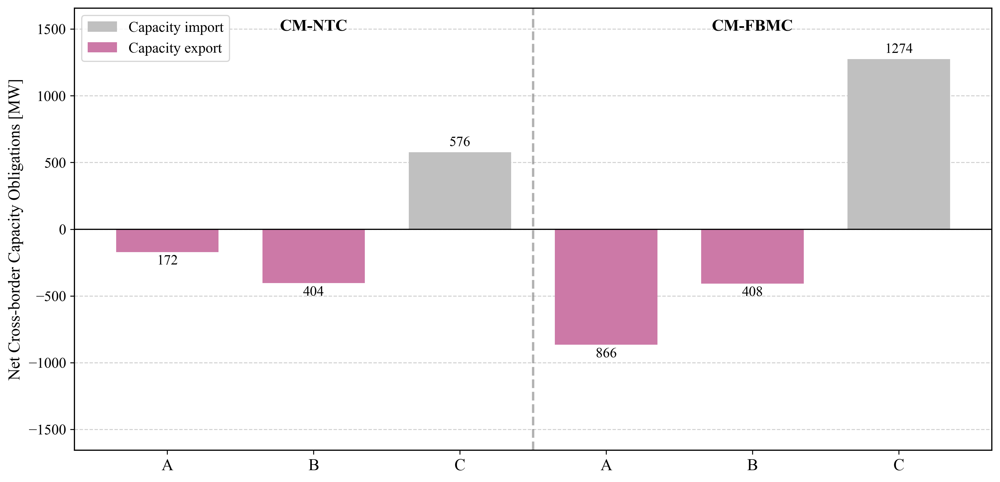 Capacity import
Capacity export
CM-NTC
CM-FBMC
Net Cross-border Capacity Obligations [MW]
1500
1000
500
0
−500
−1000
−1500
172
404
576
866
408
1274
A
B
C
A
B
C